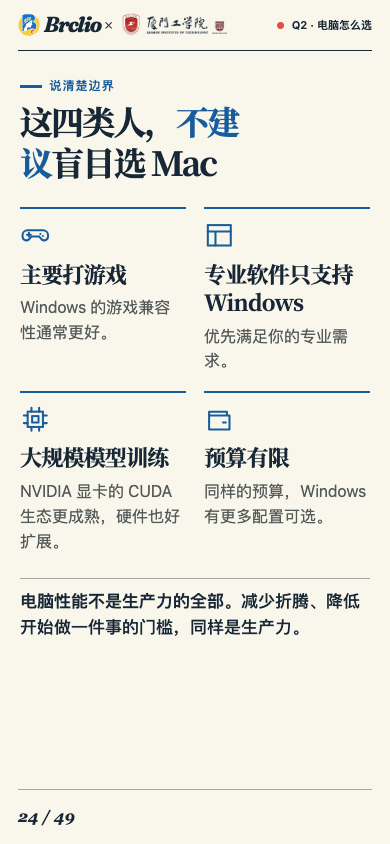 Brclio × 厦门工学院
XIAMEN INSTITUTE OF TECHNOLOGY
Q2 · 电脑怎么选
说清楚边界
这四类人，不建
议盲目选 Mac
主要打游戏
Windows 的游戏兼容
性通常更好。
专业软件只支持
Windows
优先满足你的专业需
求。
大规模模型训练
NVIDIA 显卡的 CUDA
生态更成熟，硬件也好
扩展。
预算有限
同样的预算，Windows
有更多配置可选。
电脑性能不是生产力的全部。减少折腾、降低
开始做一件事的门槛，同样是生产力。
24 / 49